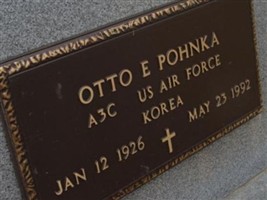 OTTO E POHNKA
A3C US AIR FORCE
KOREA
JAN 12 1926 MAY 23 1992